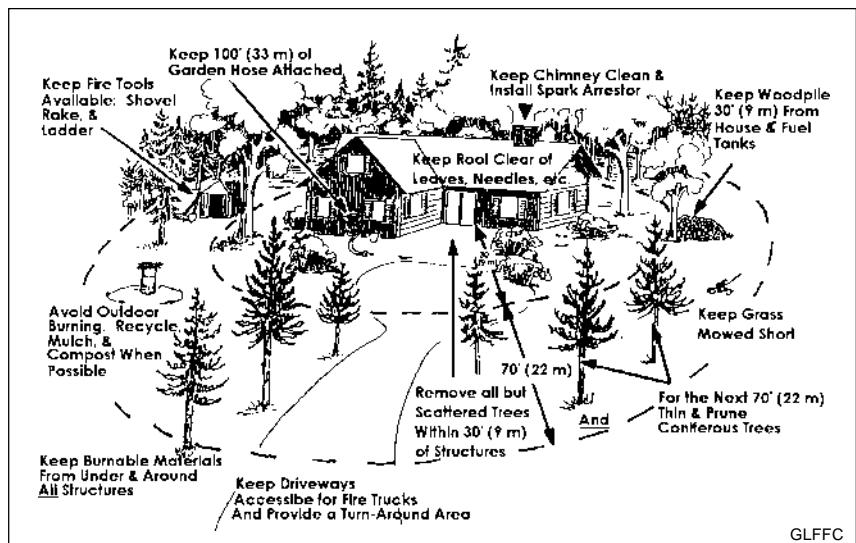 Keep 100' (33 m) of
Garden Hose Attached
Keep Fire Tools
Available: Shovel
Rake, &
Ladder
Keep Chimney Clean &
Install Spark Arrestor
Keep Woodpile
30' (9 m) From
House & Fuel
Tanks
Keep Roof Clear of
Leaves, Needles, etc
Avoid Outdoor
Burning. Recycle,
Mulch, &
Compost When
Possible
Keep Grass
Mowed Short
70' (22 m)
Remove all but
Scattered Trees
Within 30' (9 m)
of Structures
And
For the Next 70' (22 m)
Thin & Prune
Coniferous Trees
Keep Burnable Materials
From Under & Around
All Structures
Keep Driveways
Accessibe for Fire Trucks
And Provide a Turn-Around Area
GLFFC